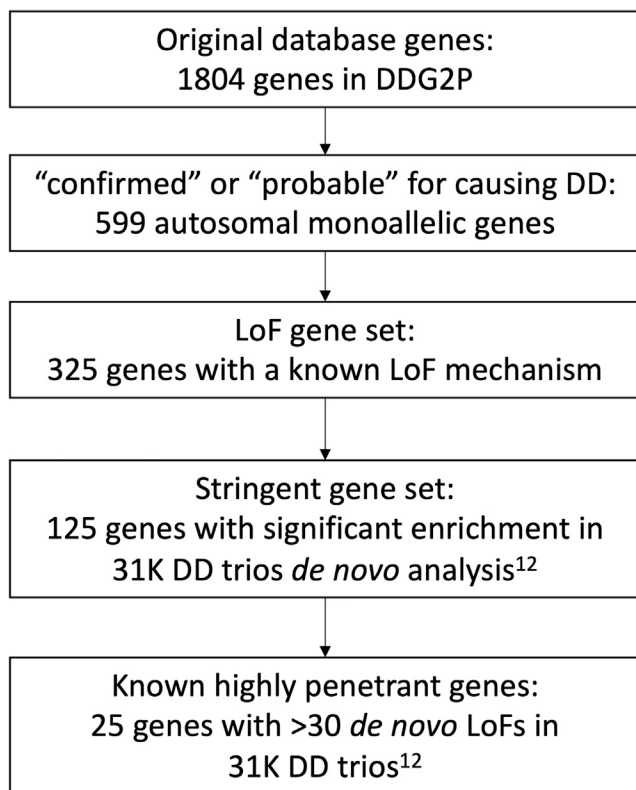 Original database genes:
1804 genes in DDG2P
“confirmed” or “probable” for causing DD:
599 autosomal monoallelic genes
LoF gene set:
325 genes with a known LoF mechanism
Stringent gene set:
125 genes with significant enrichment in
31K DD trios de novo analysis¹²
Known highly penetrant genes:
25 genes with >30 de novo LoFs in
31K DD trios¹²